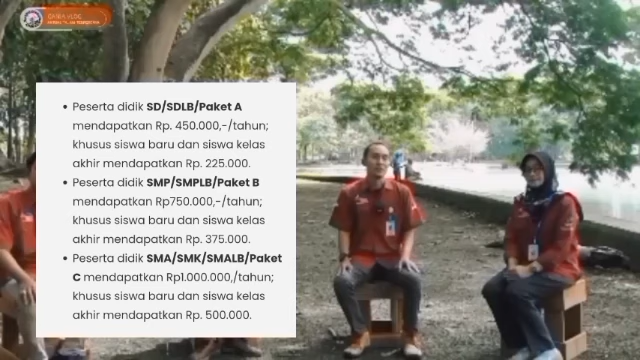 • Peserta didik SD/SDLB/Paket A
mendapatkan Rp. 450.000,-/tahun;
khusus siswa baru dan siswa kelas
akhir mendapatkan Rp. 225.000.
• Peserta didik SMP/SMPLB/Paket B
mendapatkan Rp750.000,-/tahun;
khusus siswa baru dan siswa kelas
akhir mendapatkan Rp. 375.000.
• Peserta didik SMA/SMK/SMALB/Paket
C mendapatkan Rp1.000.000,/tahun;
khusus siswa baru dan siswa kelas
akhir mendapatkan Rp. 500.000.